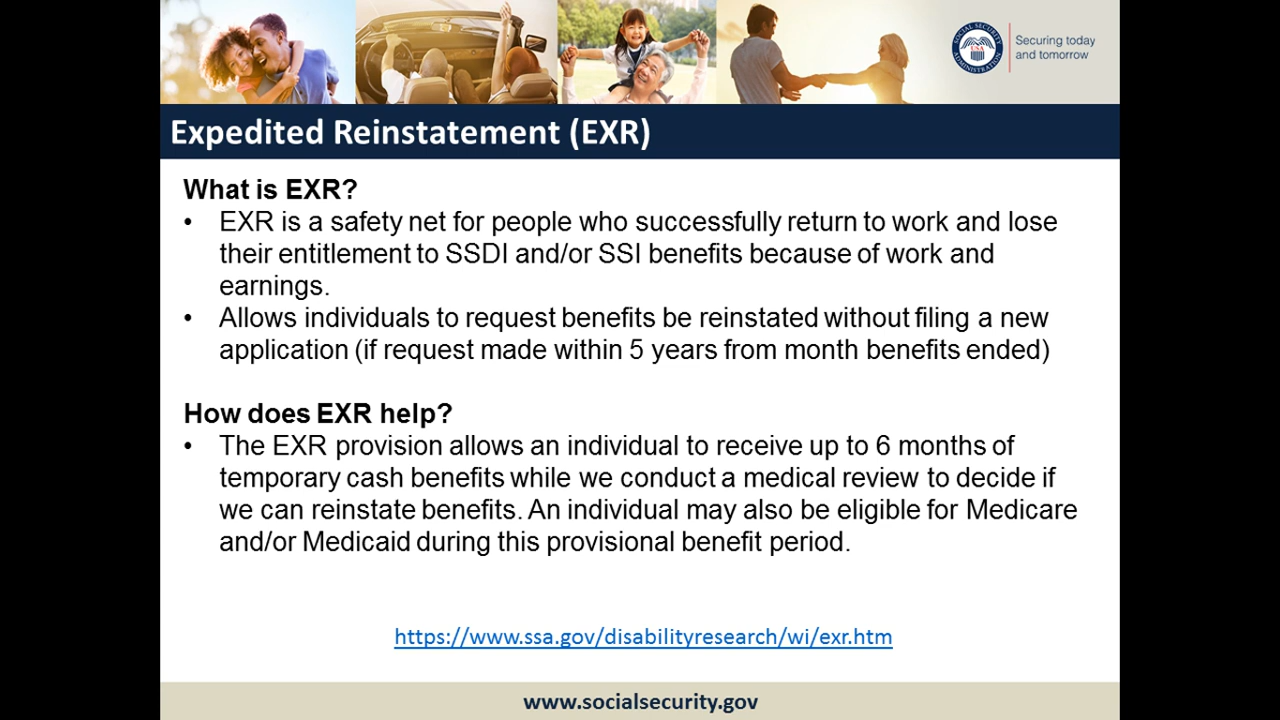 Securing today
and tomorrow
SOCIAL SECURITY ADMINISTRATION
USA
Expedited Reinstatement (EXR)
What is EXR?
• EXR is a safety net for people who successfully return to work and lose
their entitlement to SSDI and/or SSI benefits because of work and
earnings.
• Allows individuals to request benefits be reinstated without filing a new
application (if request made within 5 years from month benefits ended)
How does EXR help?
• The EXR provision allows an individual to receive up to 6 months of
temporary cash benefits while we conduct a medical review to decide if
we can reinstate benefits. An individual may also be eligible for Medicare
and/or Medicaid during this provisional benefit period.
https://www.ssa.gov/disabilityresearch/wi/exr.htm
www.socialsecurity.gov